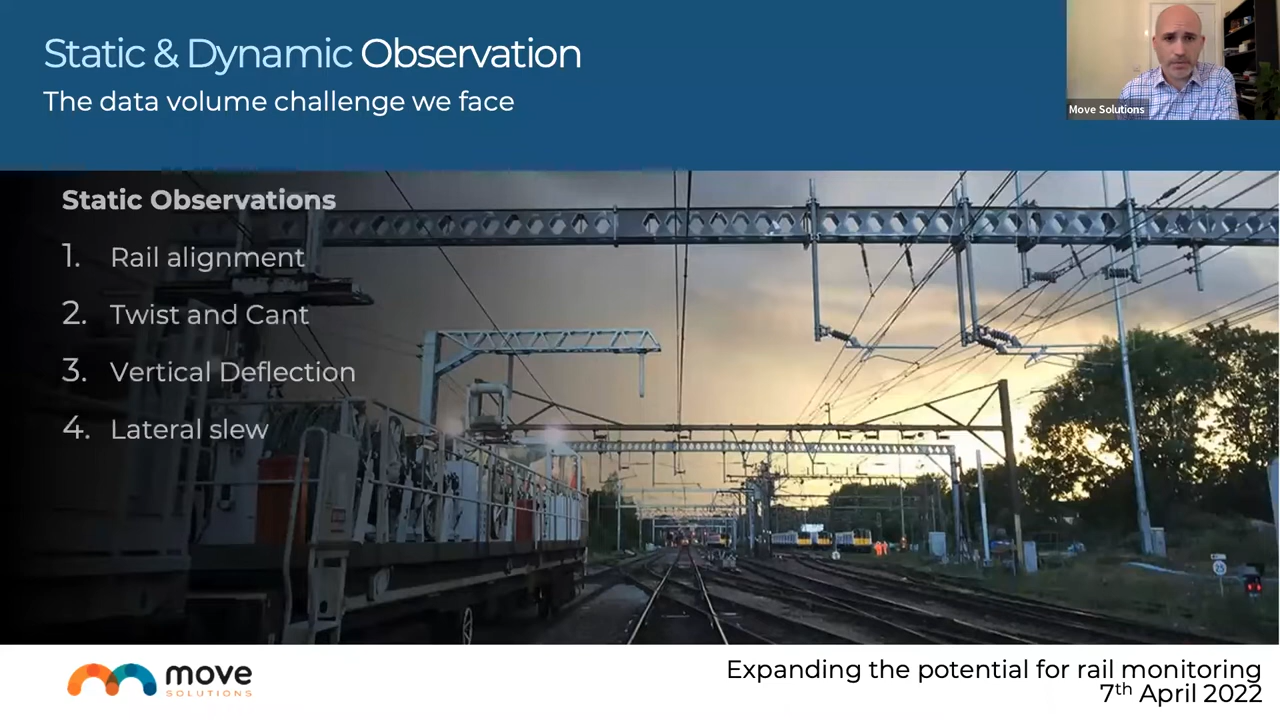 Static & Dynamic Observation
The data volume challenge we face
Move Solutions
Static Observations
1. Rail alignment
2. Twist and Cant
3. Vertical Deflection
4. Lateral slew
25
move
SOLUTIONS
Expanding the potential for rail monitoring
7th April 2022